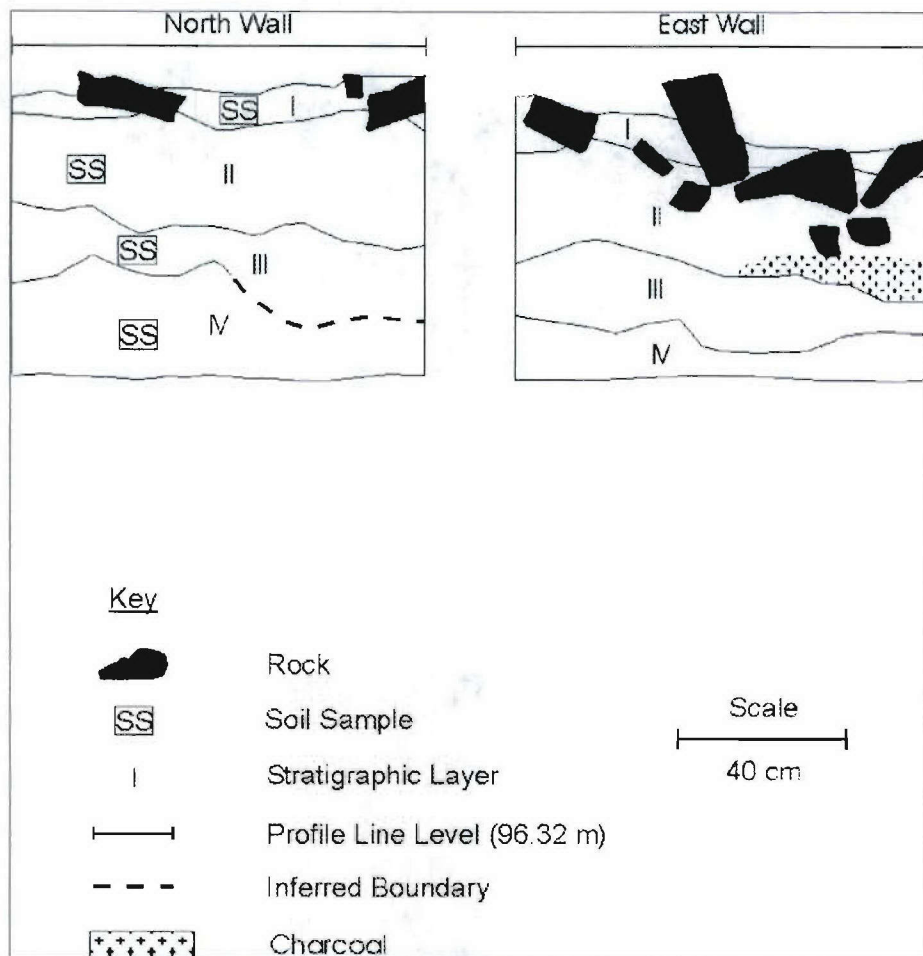 North Wall
East Wall
SS
I
SS
II
SS
III
SS
IV
I
II
III
IV
Key
Rock
SS
Soil Sample
I
Stratigraphic Layer
Profile Line Level (96.32 m)
Inferred Boundary
Charcoal
Scale
40 cm